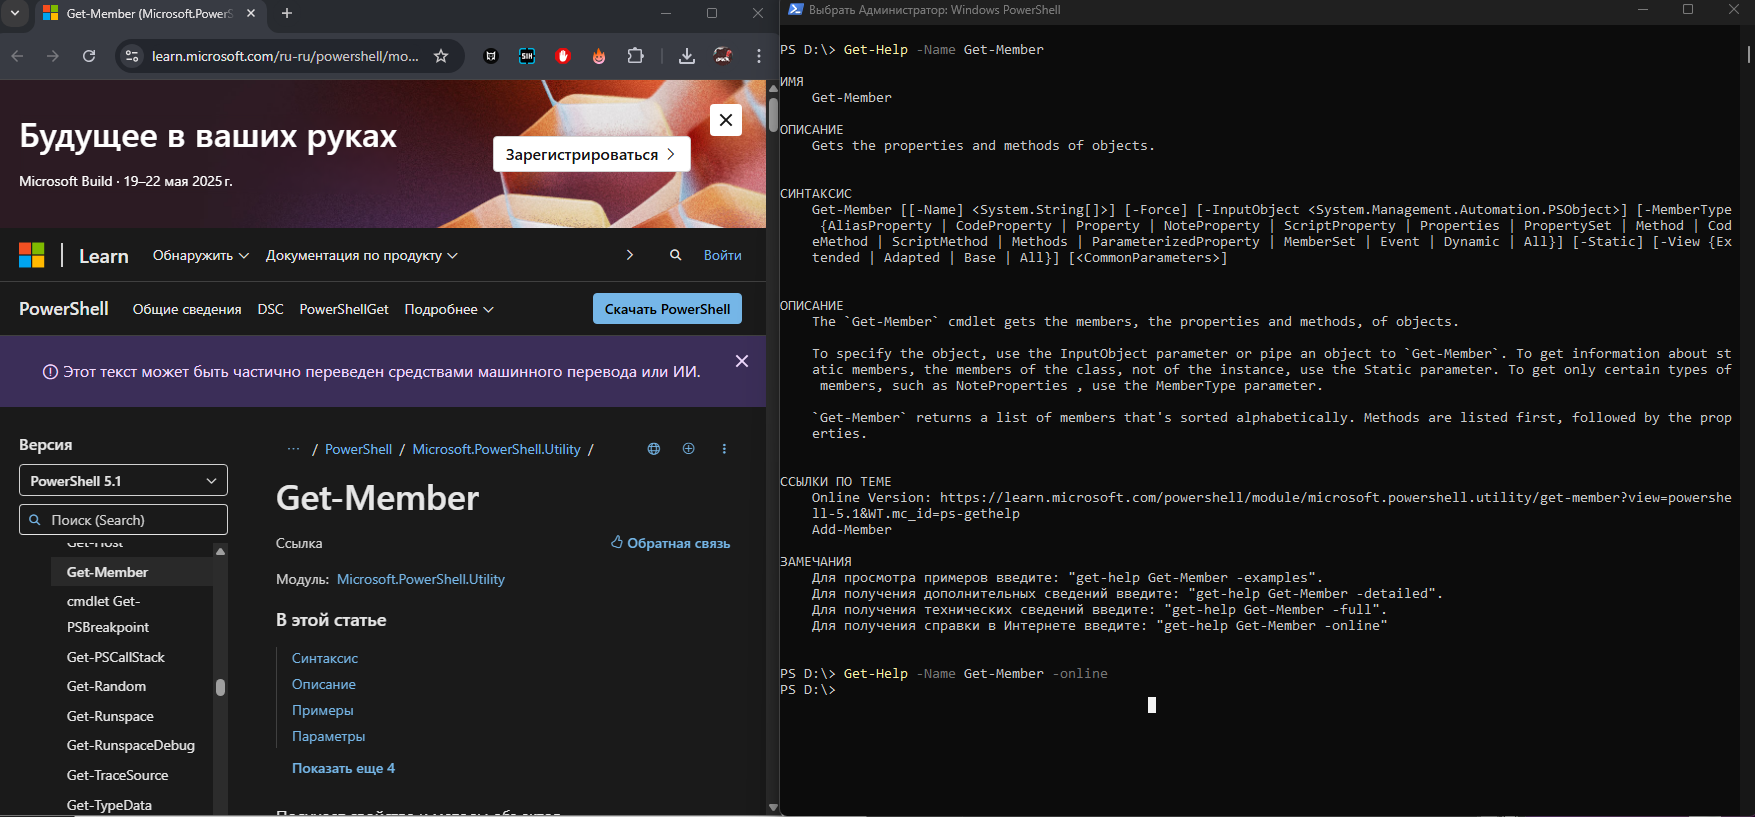 Get-Member (Microsoft.PowerS
learn.microsoft.com/ru-ru/powershell/mo...
SIH
Будущее в ваших руках
Зарегистрироваться
Microsoft Build · 19–22 мая 2025 г.
Learn
Обнаружить
Документация по продукту
Войти
PowerShell
Общие сведения
DSC
PowerShellGet
Подробнее
Скачать PowerShell
Этот текст может быть частично переведен средствами машинного перевода или ИИ.
Версия
PowerShell 5.1
Поиск (Search)
Get-Host
Get-Member
cmdlet Get-
PSBreakpoint
Get-PSCallStack
Get-Random
Get-Runspace
Get-RunspaceDebug
Get-TraceSource
Get-TypeData
··· / PowerShell / Microsoft.PowerShell.Utility /
Get-Member
Ссылка
Обратная связь
Модуль: Microsoft.PowerShell.Utility
В этой статье
Синтаксис
Описание
Примеры
Параметры
Показать еще 4
Выбрать Администратор: Windows PowerShell
PS D:\> Get-Help -Name Get-Member
ИМЯ
Get-Member
ОПИСАНИЕ
Gets the properties and methods of objects.
СИНТАКСИС
Get-Member [[-Name] <System.String[]>] [-Force] [-InputObject <System.Management.Automation.PSObject>] [-MemberType
{AliasProperty | CodeProperty | Property | NoteProperty | ScriptProperty | Properties | PropertySet | Method | Cod
eMethod | ScriptMethod | Methods | ParameterizedProperty | MemberSet | Event | Dynamic | All}] [-Static] [-View {Ex
tended | Adapted | Base | All}] [<CommonParameters>]
ОПИСАНИЕ
The `Get-Member` cmdlet gets the members, the properties and methods, of objects.
To specify the object, use the InputObject parameter or pipe an object to `Get-Member`. To get information about st
atic members, the members of the class, not of the instance, use the Static parameter. To get only certain types of
members, such as NoteProperties , use the MemberType parameter.
`Get-Member` returns a list of members that's sorted alphabetically. Methods are listed first, followed by the prop
erties.
ССЫЛКИ ПО ТЕМЕ
Online Version: https://learn.microsoft.com/powershell/module/microsoft.powershell.utility/get-member?view=powershe
ll-5.1&WT.mc_id=ps-gethelp
Add-Member
ЗАМЕЧАНИЯ
Для просмотра примеров введите: "get-help Get-Member -examples".
Для получения дополнительных сведений введите: "get-help Get-Member -detailed".
Для получения технических сведений введите: "get-help Get-Member -full".
Для получения справки в Интернете введите: "get-help Get-Member -online"
PS D:\> Get-Help -Name Get-Member -online
PS D:\>